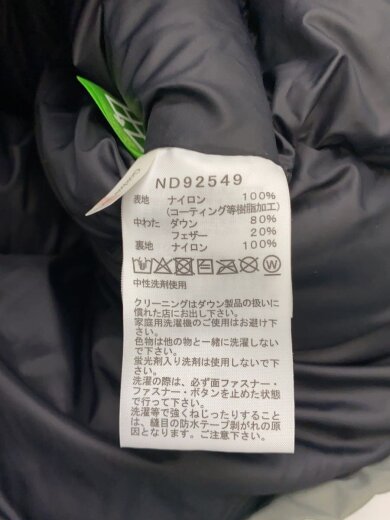 ND92549
表地 ナイロン 100%
(コーティング等樹脂加工)
中わた ダウン 80%
フェザー 20%
裏地 ナイロン 100%
中性洗剤使用
クリーニングはダウン製品の扱いに
慣れた店にお出し下さい。
家庭用洗濯機のご使用はお避け下
さい。
色物は他の物と一緒に洗濯しない
で下さい。
蛍光剤入り洗剤は使用しないで下
さい。
洗濯の際は、必ず面ファスナー・
ファスナー・ボタンを止めた状態
で行って下さい。
洗濯等で強くねじったりすること
は、縫目の防水テープ剥がれの原
因となりますのでご注意下さい。